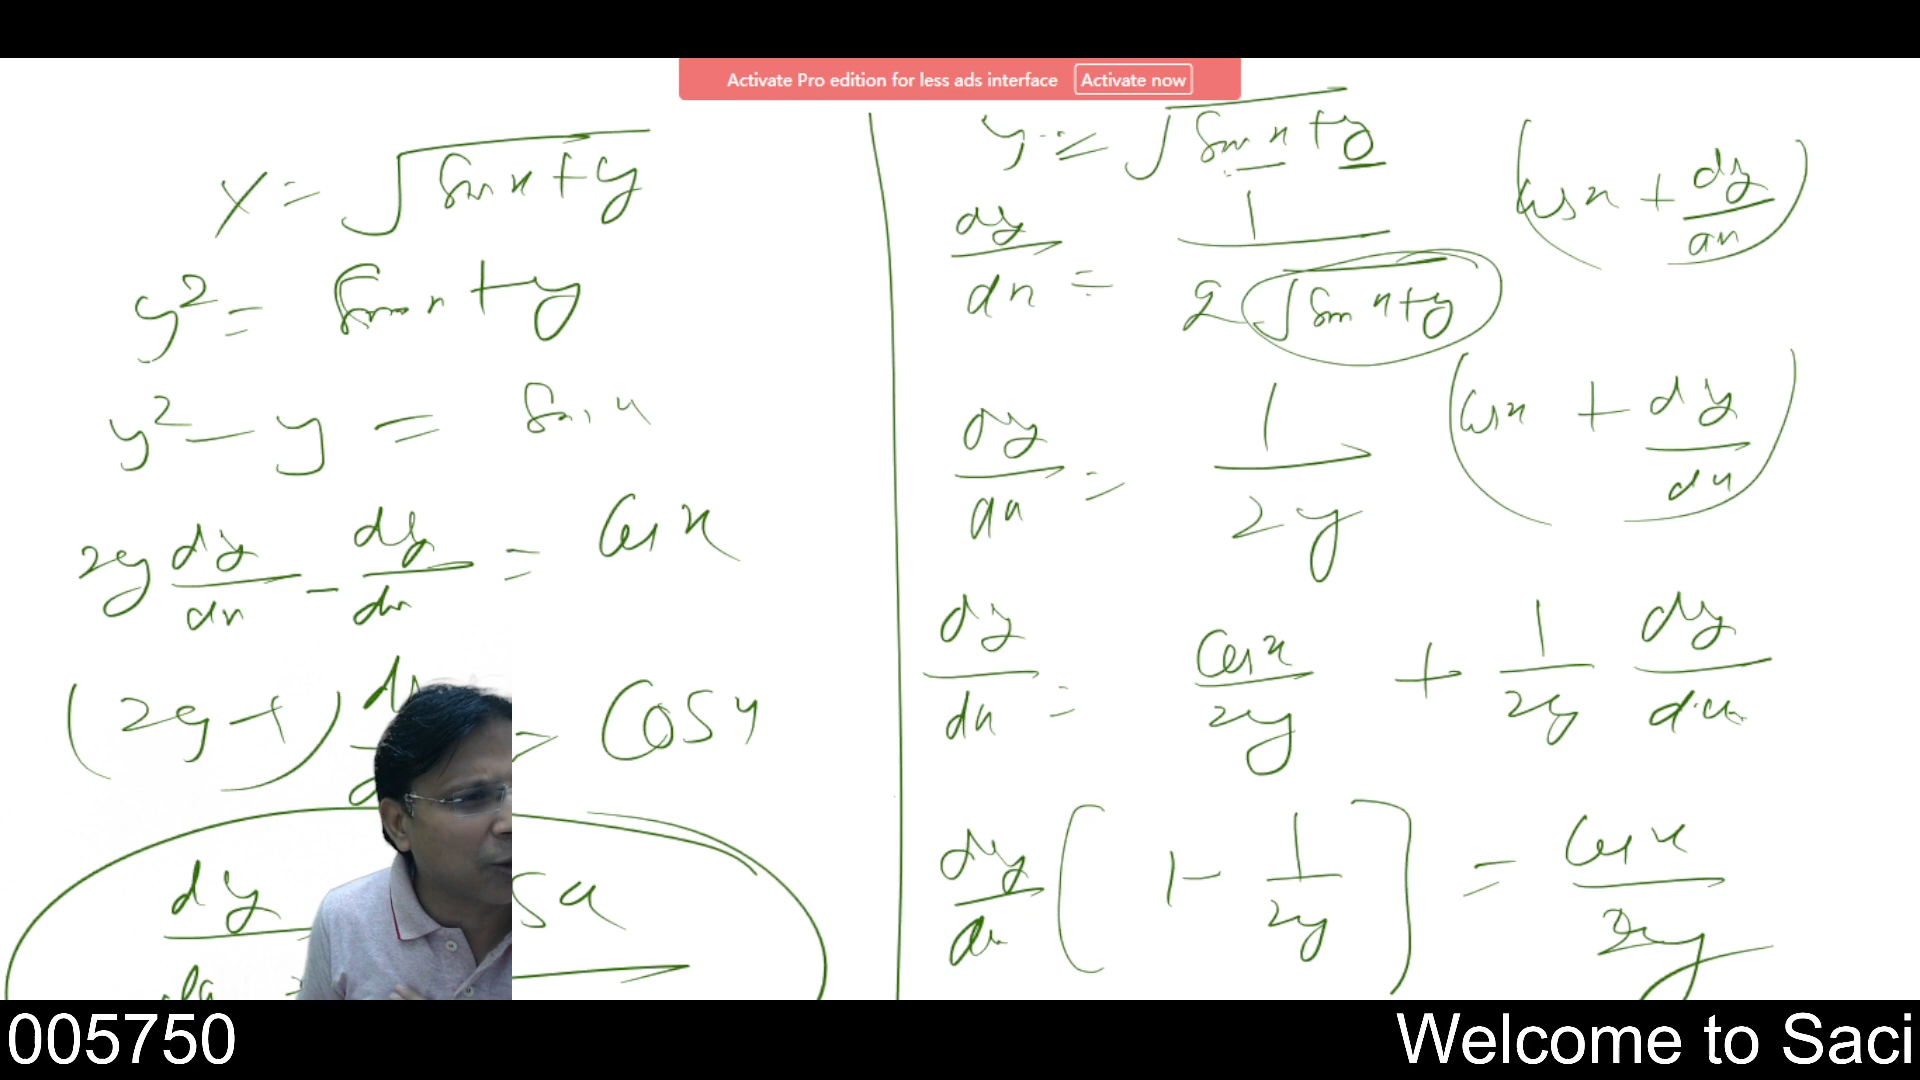 Activate Pro edition for less ads interface Activate now
y = √(sin x + y)
y² = sin x + y
y² - y = sin x
2y dy/dx - dy/dx = cos x
(2y - 1) dy = cos x
dy
dx
y = √(sin x + y)
dy/dx = 1/(2√(sin x + y)) (cos x + dy/dx)
dy/dx = 1/(2y) (cos x + dy/dx)
dy/dx = cos x/(2y) + 1/(2y) dy/dx
dy/dx [1 - 1/(2y)] = cos x/(2y)
005750
Welcome to Saci